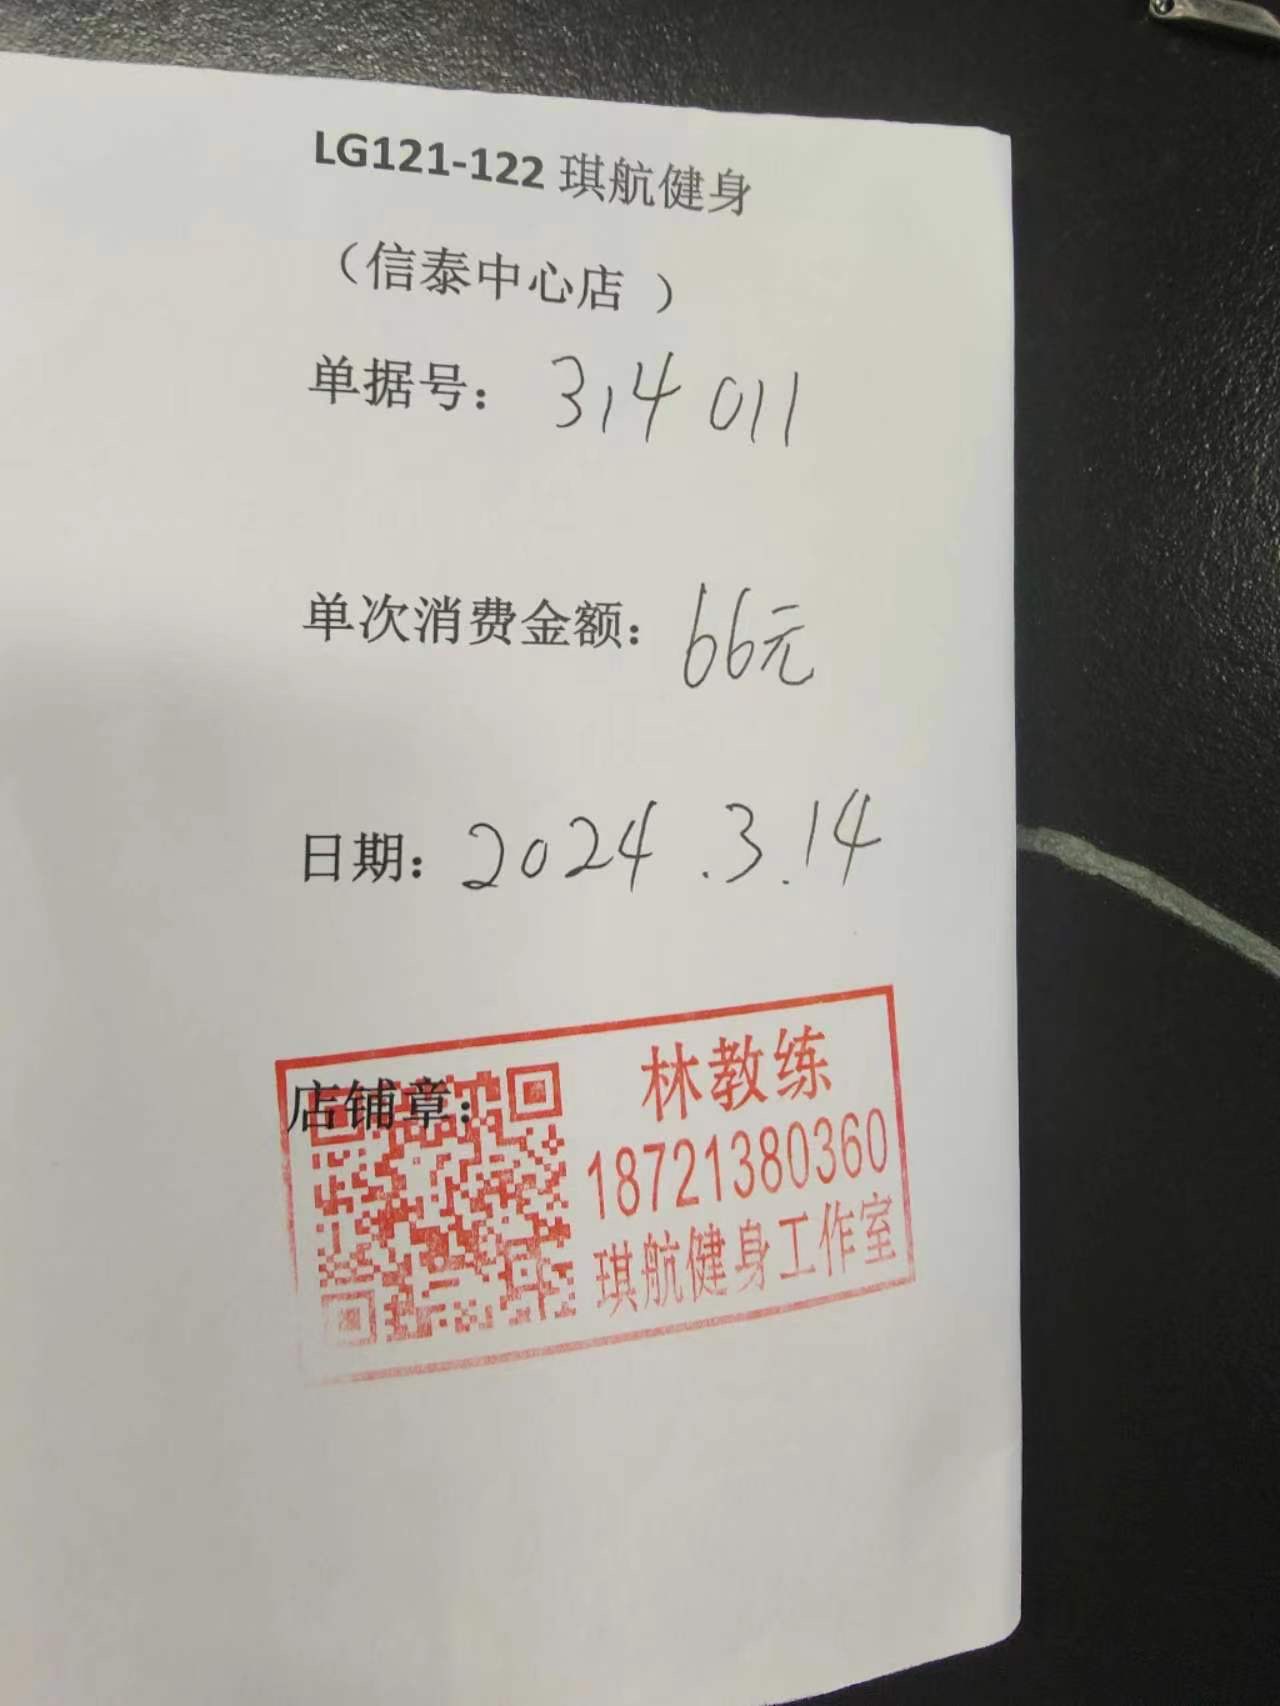 LG121-122 琪航健身
（信泰中心店 ）
单据号： 314 011
单次消费金额：66元
日期：2024.3.14
店铺章：
林教练
18721380360
琪航健身工作室